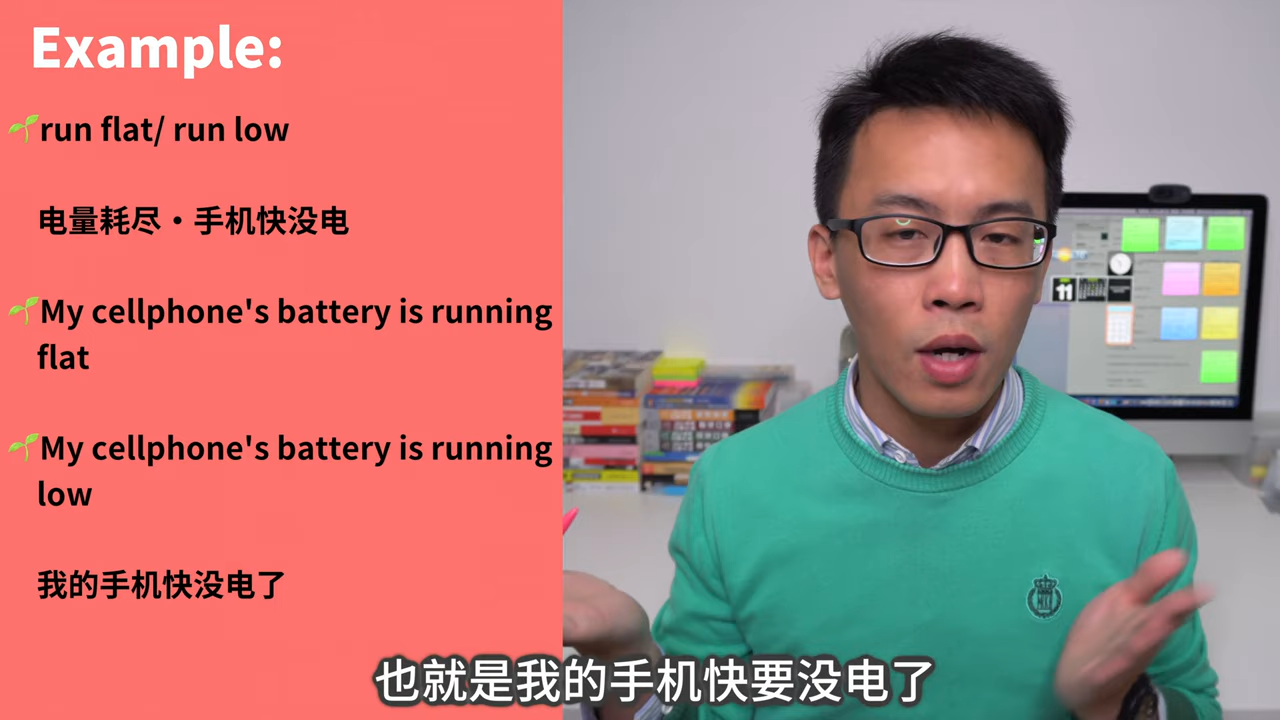 Example:
🌱run flat/ run low
电量耗尽·手机快没电
🌱My cellphone's battery is running
flat
🌱My cellphone's battery is running
low
我的手机快没电了
11
也就是我的手机快要没电了